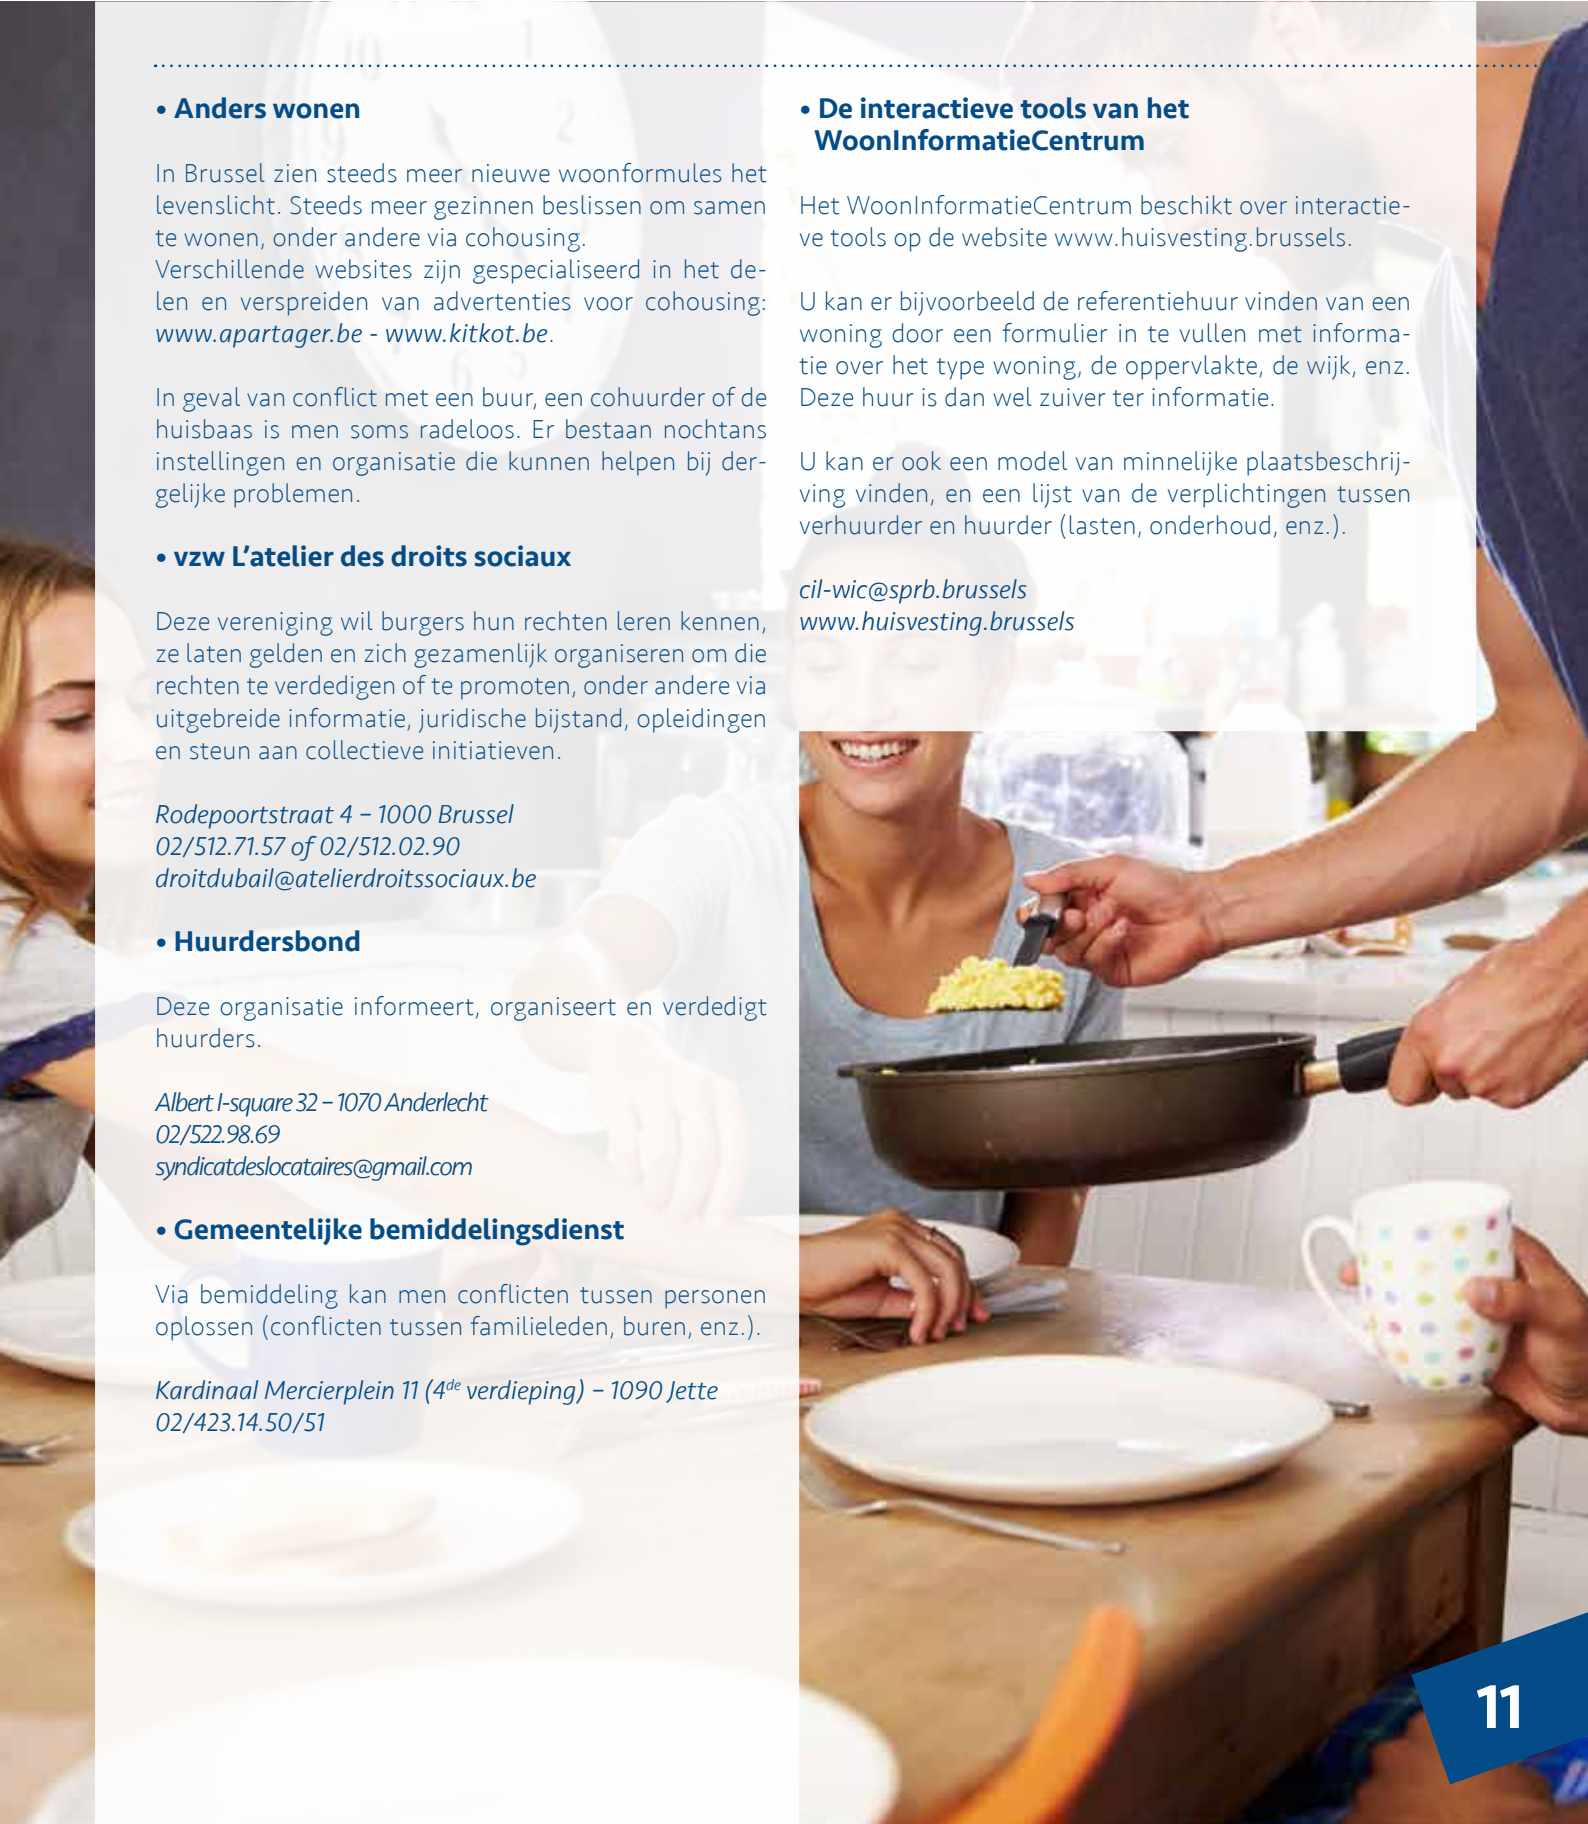 • Anders wonen
In Brussel zien steeds meer nieuwe woonformules het
levenslicht. Steeds meer gezinnen beslissen om samen
te wonen, onder andere via cohousing.
Verschillende websites zijn gespecialiseerd in het de-
len en verspreiden van advertenties voor cohousing:
www.apartager.be - www.kitkot.be.
In geval van conflict met een buur, een cohuurder of de
huisbaas is men soms radeloos. Er bestaan nochtans
instellingen en organisatie die kunnen helpen bij der-
gelijke problemen.
• vzw L’atelier des droits sociaux
Deze vereniging wil burgers hun rechten leren kennen,
ze laten gelden en zich gezamenlijk organiseren om die
rechten te verdedigen of te promoten, onder andere via
uitgebreide informatie, juridische bijstand, opleidingen
en steun aan collectieve initiatieven.
Rodepoortstraat 4 – 1000 Brussel
02/512.71.57 of 02/512.02.90
droitdubail@atelierdroitssociaux.be
• Huurdersbond
Deze organisatie informeert, organiseert en verdedigt
huurders.
Albert I-square 32 – 1070 Anderlecht
02/522.98.69
syndicatdeslocataires@gmail.com
• Gemeentelijke bemiddelingsdienst
Via bemiddeling kan men conflicten tussen personen
oplossen (conflicten tussen familieleden, buren, enz.).
Kardinaal Mercierplein 11 (4de verdieping) – 1090 Jette
02/423.14.50/51
• De interactieve tools van het
WoonInformatieCentrum
Het WoonInformatieCentrum beschikt over interactie-
ve tools op de website www.huisvesting.brussels.
U kan er bijvoorbeeld de referentiehuur vinden van een
woning door een formulier in te vullen met informa-
tie over het type woning, de oppervlakte, de wijk, enz.
Deze huur is dan wel zuiver ter informatie.
U kan er ook een model van minnelijke plaatsbeschrij-
ving vinden, en een lijst van de verplichtingen tussen
verhuurder en huurder (lasten, onderhoud, enz.).
cil-wic@sprb.brussels
www.huisvesting.brussels
11